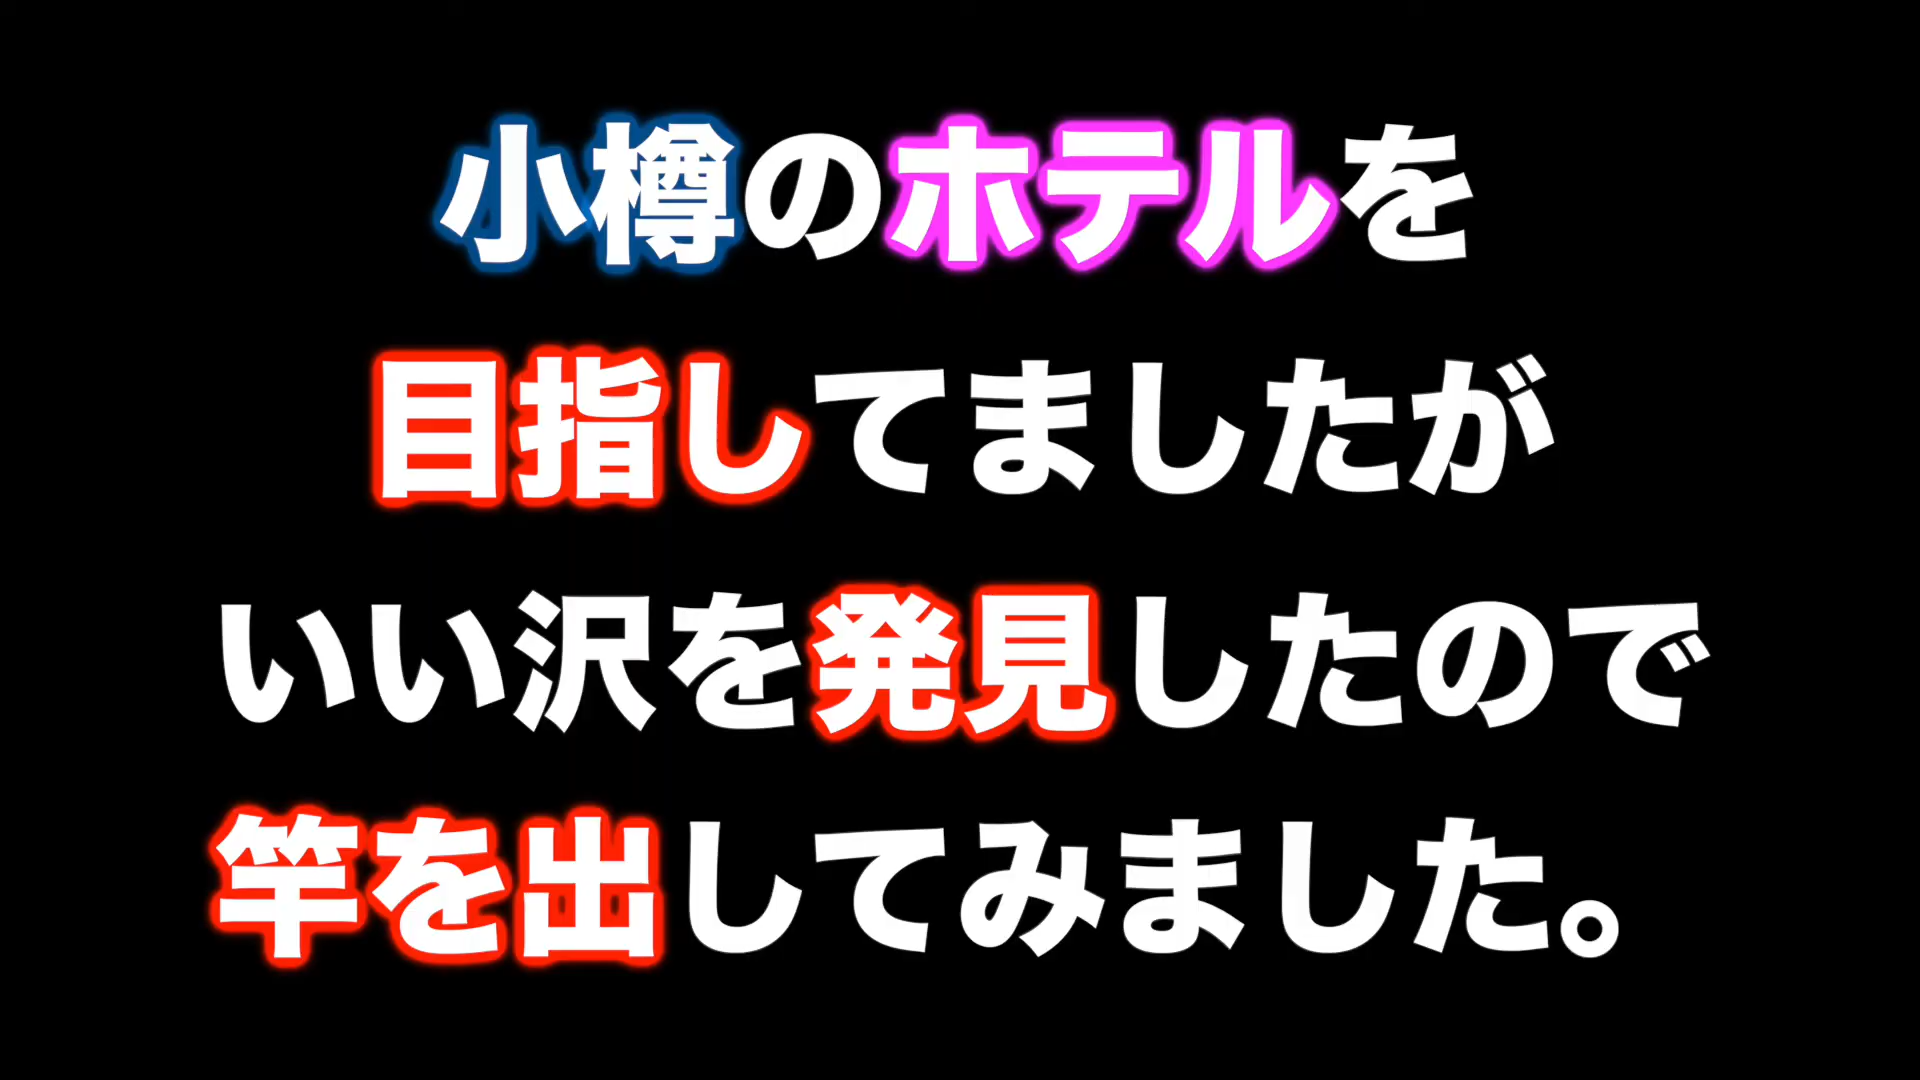 小樽のホテルを
目指してましたが
いい沢を発見したので
竿を出してみました。